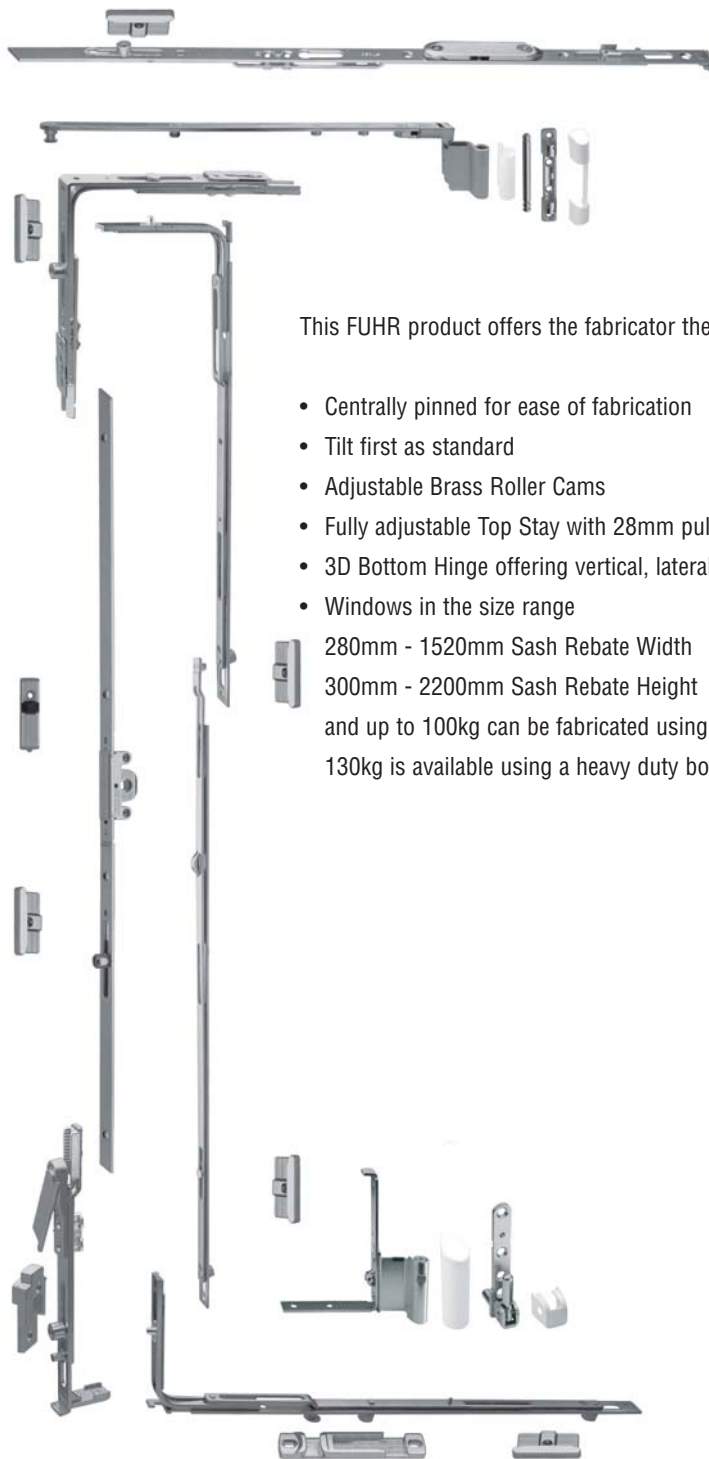 This FUHR product offers the fabricator the
• Centrally pinned for ease of fabrication
• Tilt first as standard
• Adjustable Brass Roller Cams
• Fully adjustable Top Stay with 28mm
• 3D Bottom Hinge offering vertical,
• Windows in the size range
280mm - 1520mm Sash Rebate Width
300mm - 2200mm Sash Rebate Height
and up to 100kg can be fabricated using
130kg is available using a heavy duty